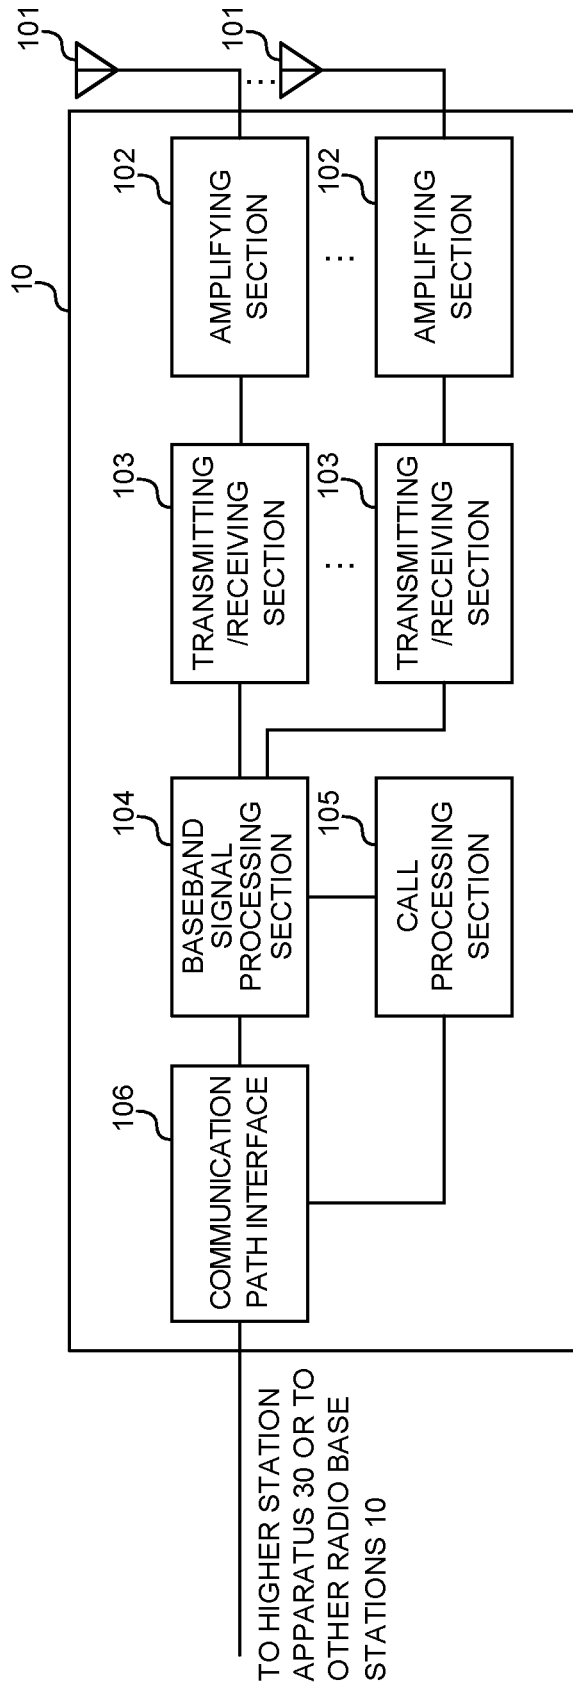 10
101
101
106
COMMUNICATION
PATH INTERFACE
104
BASEBAND
SIGNAL
PROCESSING
SECTION
103
TRANSMITTING
/RECEIVING
SECTION
102
AMPLIFYING
SECTION
...
...
...
105
CALL
PROCESSING
SECTION
103
TRANSMITTING
/RECEIVING
SECTION
102
AMPLIFYING
SECTION
TO HIGHER STATION
APPARATUS 30 OR TO
OTHER RADIO BASE
STATIONS 10